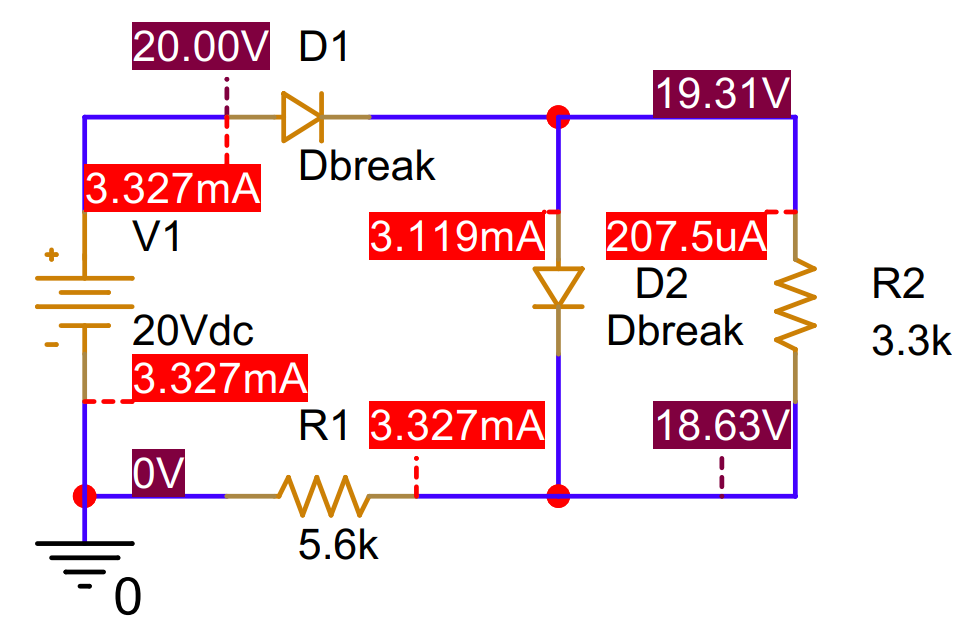 20.00V
D1
19.31V
Dbreak
3.327mA
V1
3.119mA
207.5uA
+
D2
R2
20Vdc
Dbreak
3.3k
-
3.327mA
R1
3.327mA
18.63V
0V
5.6k
0